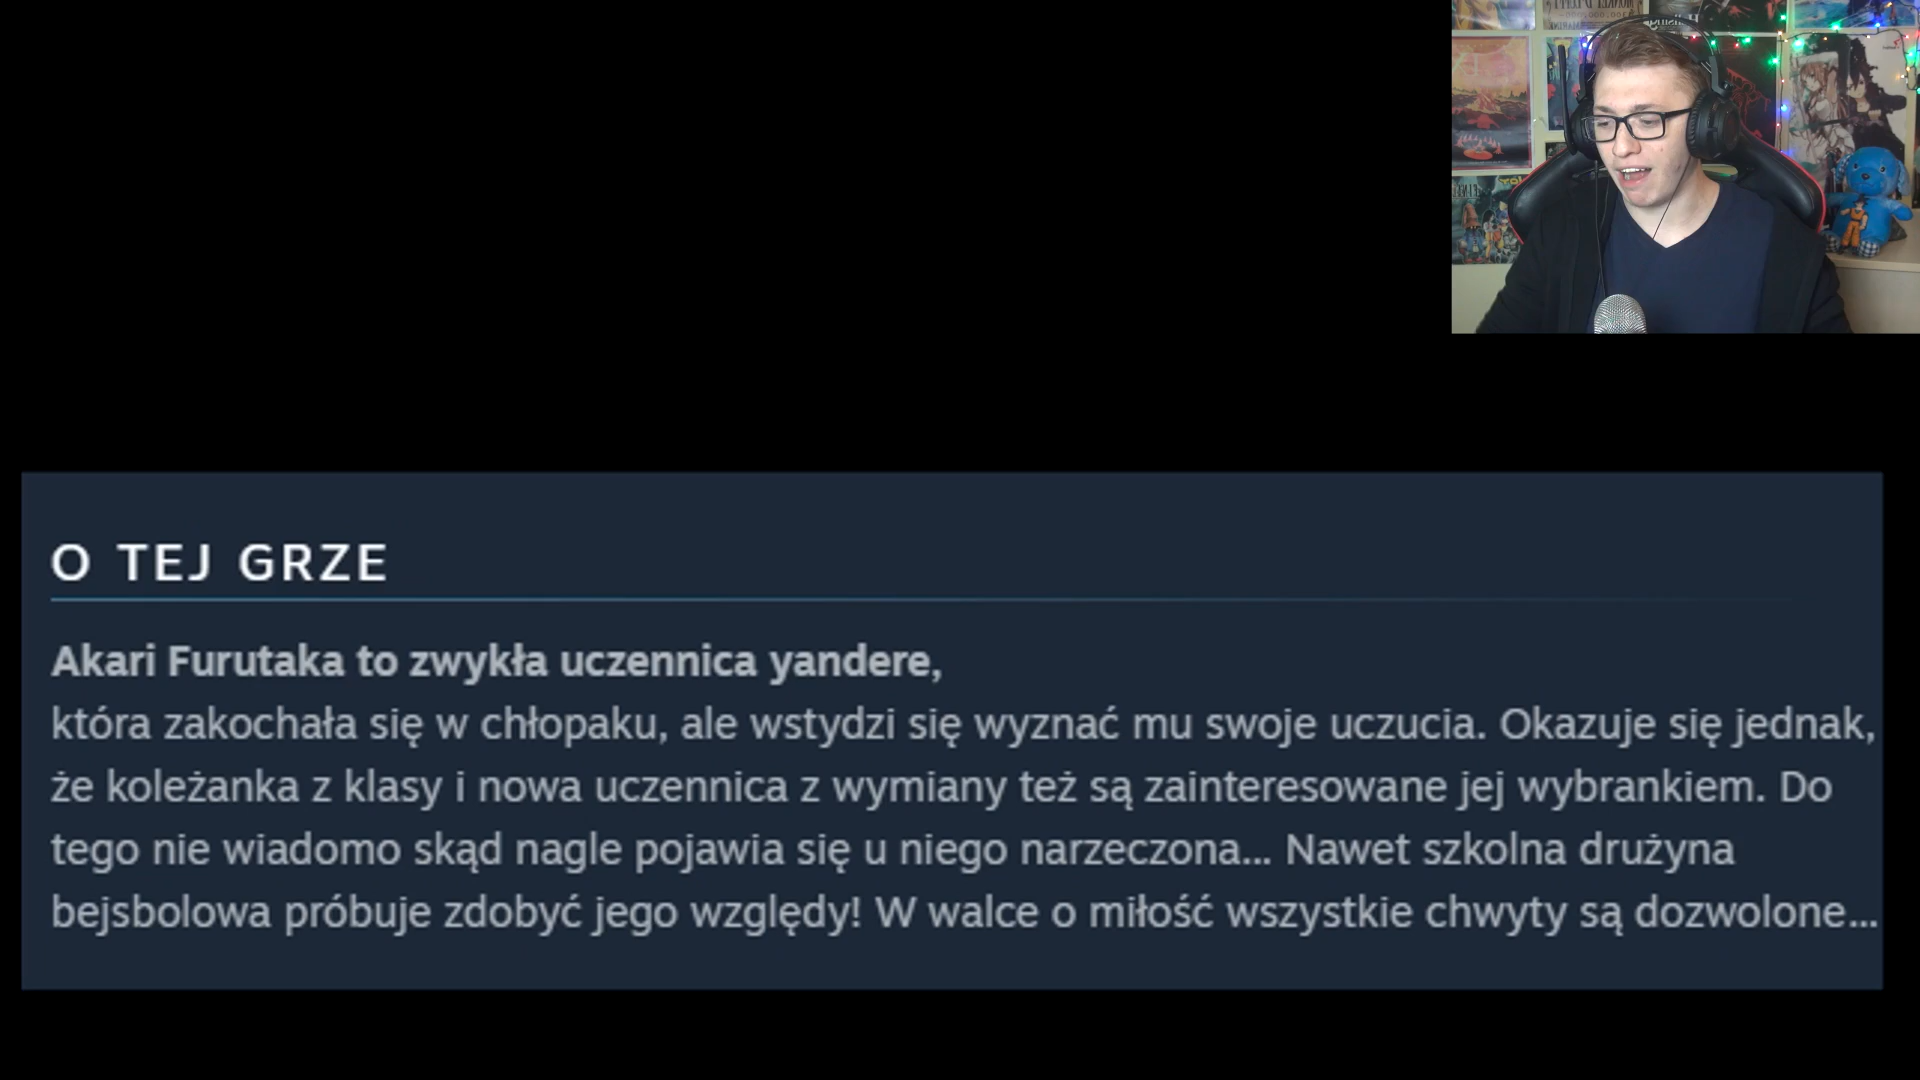 O TEJ GRZE
Akari Furutaka to zwykła uczennica yandere,
która zakochała się w chłopaku, ale wstydzi się wyznać mu swoje uczucia. Okazuje się jednak,
że koleżanka z klasy i nowa uczennica z wymiany też są zainteresowane jej wybrankiem. Do
tego nie wiadomo skąd nagle pojawia się u niego narzeczona... Nawet szkolna drużyna
bejsbolowa próbuje zdobyć jego względy! W walce o miłość wszystkie chwyty są dozwolone...